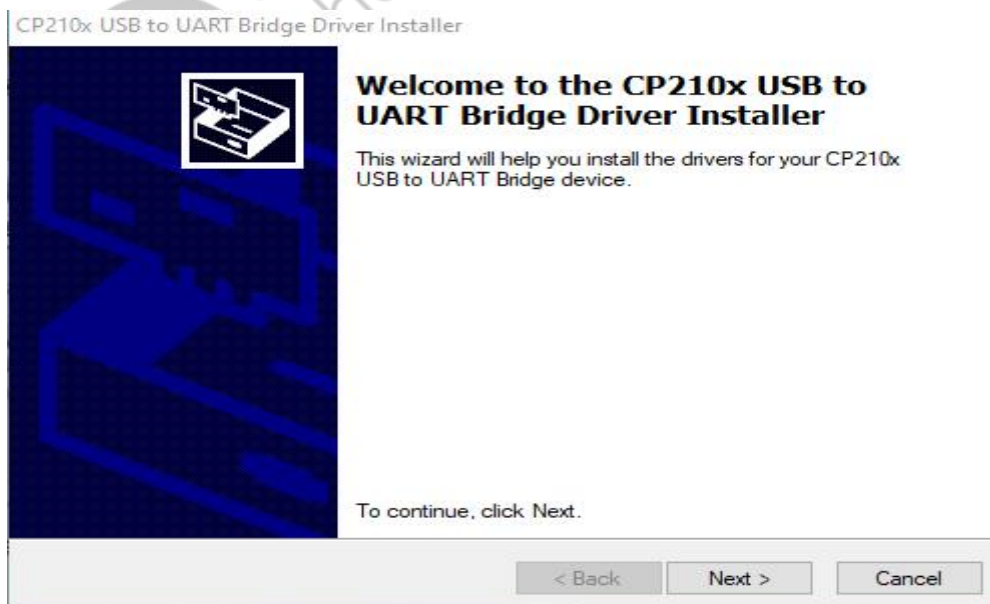 CP210x USB to UART Bridge Driver Installer
Welcome to the CP210x USB to
UART Bridge Driver Installer
This wizard will help you install the drivers for your CP210x
USB to UART Bridge device.
To continue, click Next.
< Back
Next >
Cancel